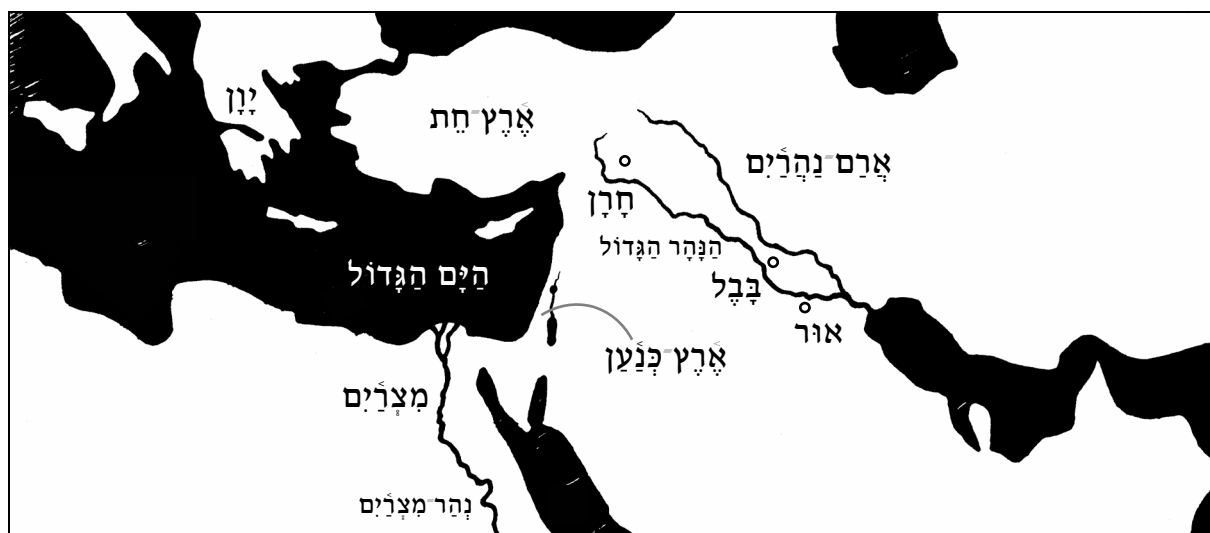 יָוָן
אֶ֫רֶץ־חֵת
אֲרַם־נַהֲרַ֫יִם
חָרָן
הַנָּהָר הַגָּדוֹל
הַיָּם הַגָּדוֹל
בָּבֶל
אוּר
אֶ֫רֶץ־כְּנַ֫עַן
מִצְרַ֫יִם
נְהַר־מִצְרַ֫יִם